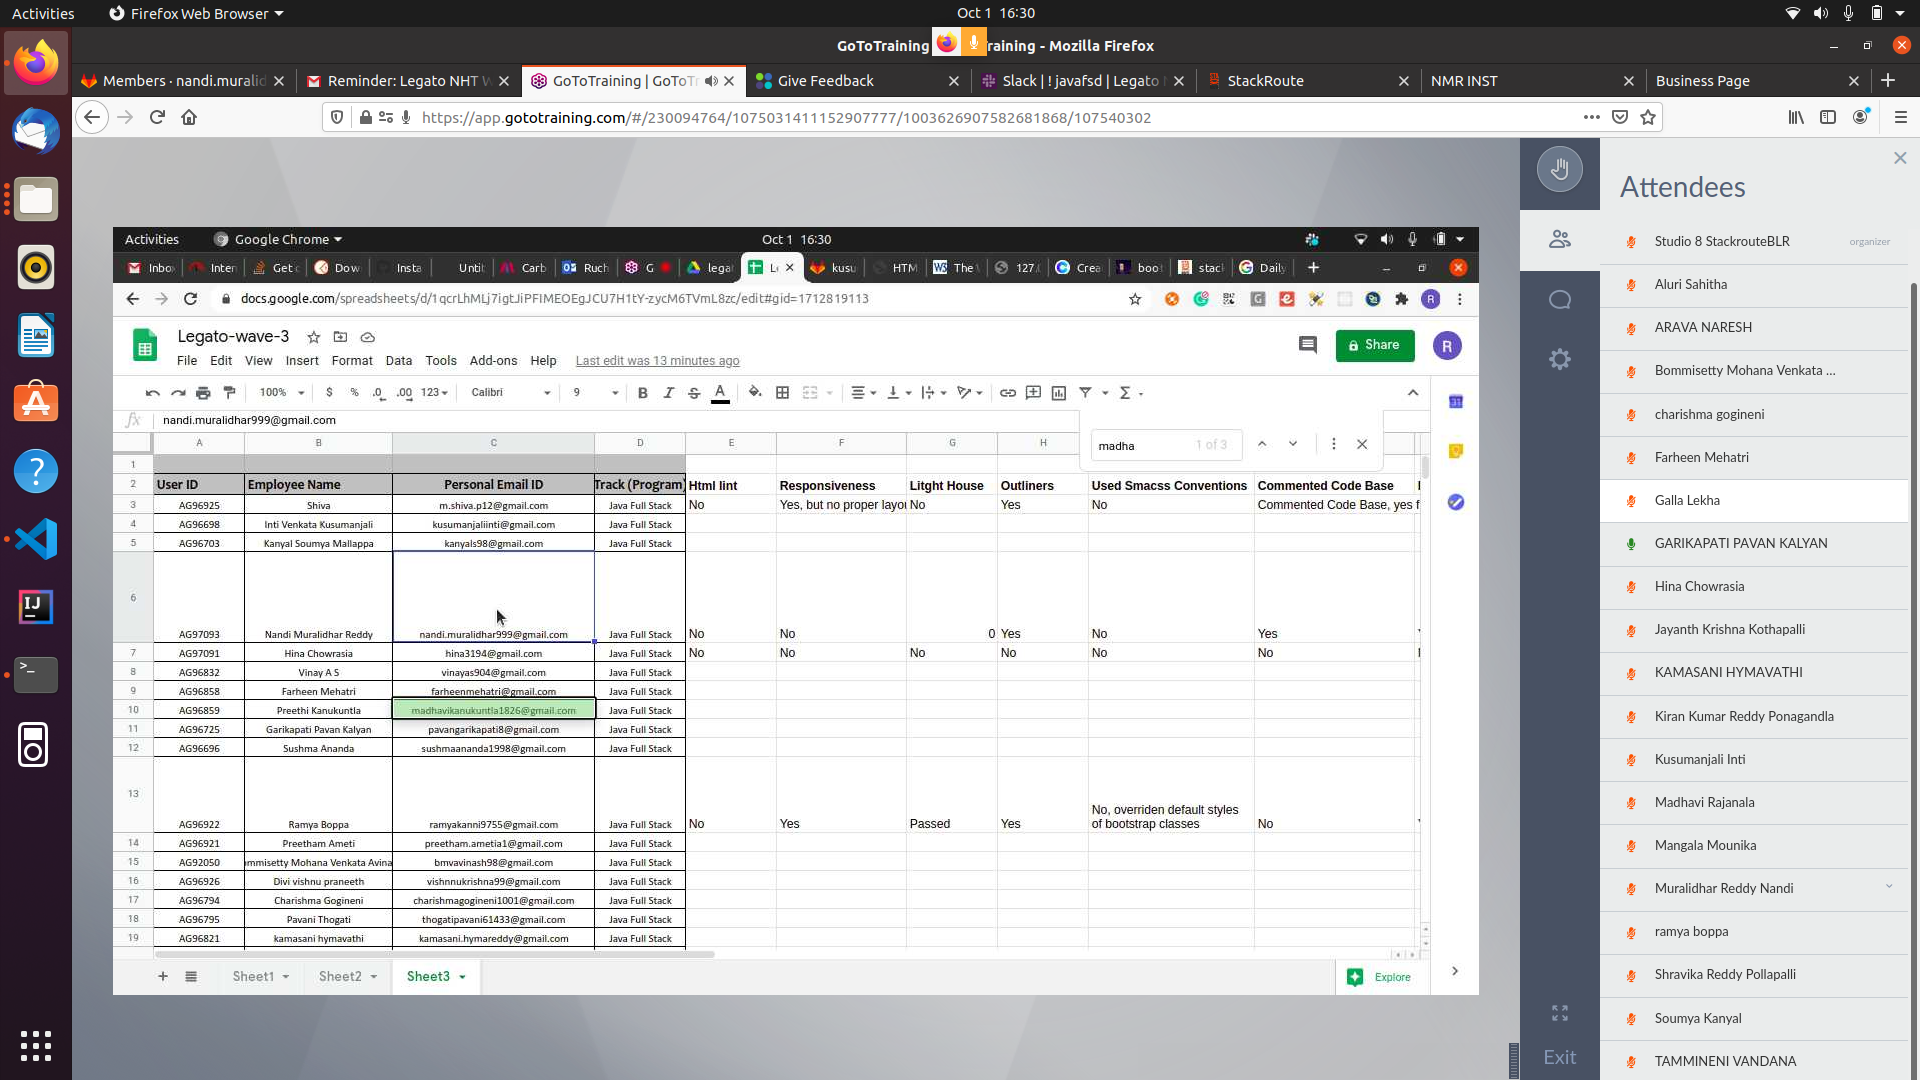 Activities Firefox Web Browser Oct 1 16:30
GoToTraining raining - Mozilla Firefox
Members · nandi.muralid Reminder: Legato NHT W GoToTraining | GoToTr Give Feedback Slack | ! javafsd | Legato StackRoute NMR INST Business Page
https://app.gototraining.com/#/230094764/1075031411152907777/1003626907582681868/107540302
Activities Google Chrome Oct 1 16:30
Inbo Inter Get c Dow Insta Untit Carb Ruch G legat Le kusu HTM The 127. Crea boo stac Daily
docs.google.com/spreadsheets/d/1qcrLhMLj7igtJiPFIMEOEgJCU7H1tY-zycM6TVmL8zc/edit#gid=1712819113
Legato-wave-3
Share
R
File Edit View Insert Format Data Tools Add-ons Help Last edit was 13 minutes ago
100% $ % .0 .00 123 Calibri 9 B I S A
fx nandi.muralidhar999@gmail.com
madha 1 of 3
A B C D E F G H
1
2 User ID Employee Name Personal Email ID Track (Program) Html lint Responsiveness Litght House Outliners Used Smacss Conventions Commented Code Base
3 AG96925 Shiva m.shiva.p12@gmail.com Java Full Stack No Yes, but no proper layou No Yes No Commented Code Base, yes f
4 AG96698 Inti Venkata Kusumanjali kusumanjaliinti@gmail.com Java Full Stack
5 AG96703 Kanyal Soumya Mallappa kanyals98@gmail.com Java Full Stack
6 AG97093 Nandi Muralidhar Reddy nandi.muralidhar999@gmail.com Java Full Stack No No 0 Yes No Yes
7 AG97091 Hina Chowrasia hina3194@gmail.com Java Full Stack No No No No No No
8 AG96832 Vinay A S vinayas904@gmail.com Java Full Stack
9 AG96858 Farheen Mehatri farheenmehatri@gmail.com Java Full Stack
10 AG96859 Preethi Kanukuntla madhavikanukuntla1826@gmail.com Java Full Stack
11 AG96725 Garikapati Pavan Kalyan pavangarikapati8@gmail.com Java Full Stack
12 AG96696 Sushma Ananda sushmaananda1998@gmail.com Java Full Stack
13 AG96922 Ramya Boppa ramyakanni9755@gmail.com Java Full Stack No Yes Passed Yes No, overriden default styles of bootstrap classes No
14 AG96921 Preetham Ameti preetham.ametia1@gmail.com Java Full Stack
15 AG92050 mmisetty Mohana Venkata Avina bmvavinash98@gmail.com Java Full Stack
16 AG96926 Divi vishnu praneeth vishnnukrishna99@gmail.com Java Full Stack
17 AG96794 Charishma Gogineni charishmagogineni1001@gmail.com Java Full Stack
18 AG96795 Pavani Thogati thogatipavani61433@gmail.com Java Full Stack
19 AG96821 kamasani hymavathi kamasani.hymareddy@gmail.com Java Full Stack
Sheet1 Sheet2 Sheet3 Explore
Attendees
Studio 8 StackrouteBLR organizer
Aluri Sahitha
ARAVA NARESH
Bommisetty Mohana Venkata ...
charishma gogineni
Farheen Mehatri
Galla Lekha
GARIKAPATI PAVAN KALYAN
Hina Chowrasia
Jayanth Krishna Kothapalli
KAMASANI HYMAVATHI
Kiran Kumar Reddy Ponagandla
Kusumanjali Inti
Madhavi Rajanala
Mangala Mounika
Muralidhar Reddy Nandi
ramya boppa
Shravika Reddy Pollapalli
Soumya Kanyal
TAMMINENI VANDANA
Exit